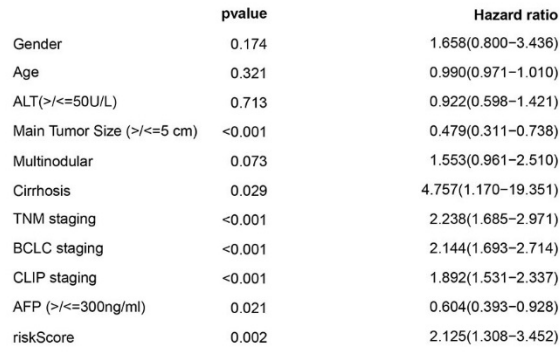 pvalue Hazard ratio
Gender 0.174 1.658(0.800−3.436)
Age 0.321 0.990(0.971−1.010)
ALT(>/<=50U/L) 0.713 0.922(0.598−1.421)
Main Tumor Size (>/<=5 cm) <0.001 0.479(0.311−0.738)
Multinodular 0.073 1.553(0.961−2.510)
Cirrhosis 0.029 4.757(1.170−19.351)
TNM staging <0.001 2.238(1.685−2.971)
BCLC staging <0.001 2.144(1.693−2.714)
CLIP staging <0.001 1.892(1.531−2.337)
AFP (>/<=300ng/ml) 0.021 0.604(0.393−0.928)
riskScore 0.002 2.125(1.308−3.452)